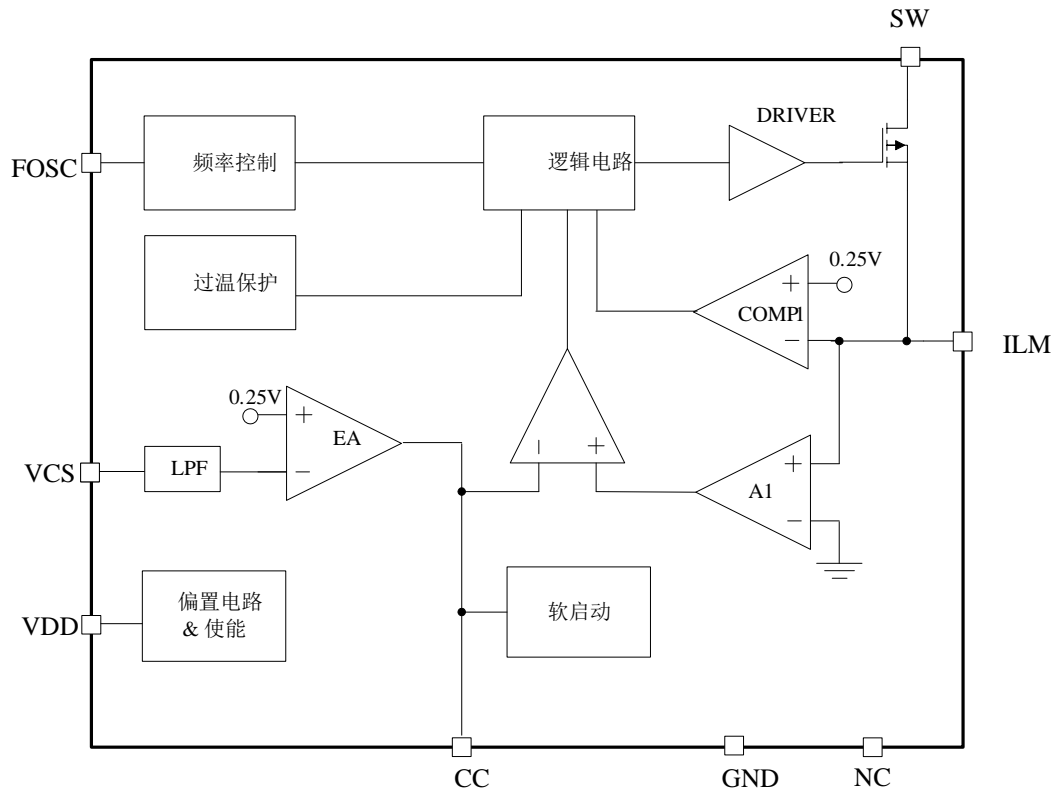 SW
DRIVER
FOSC
频率控制
逻辑电路
过温保护
0.25V
+
COMP1
−
ILM
0.25V
+
EA
−
VCS
LPF
− +
+
A1
−
VDD
偏置电路
& 使能
软启动
CC
GND
NC